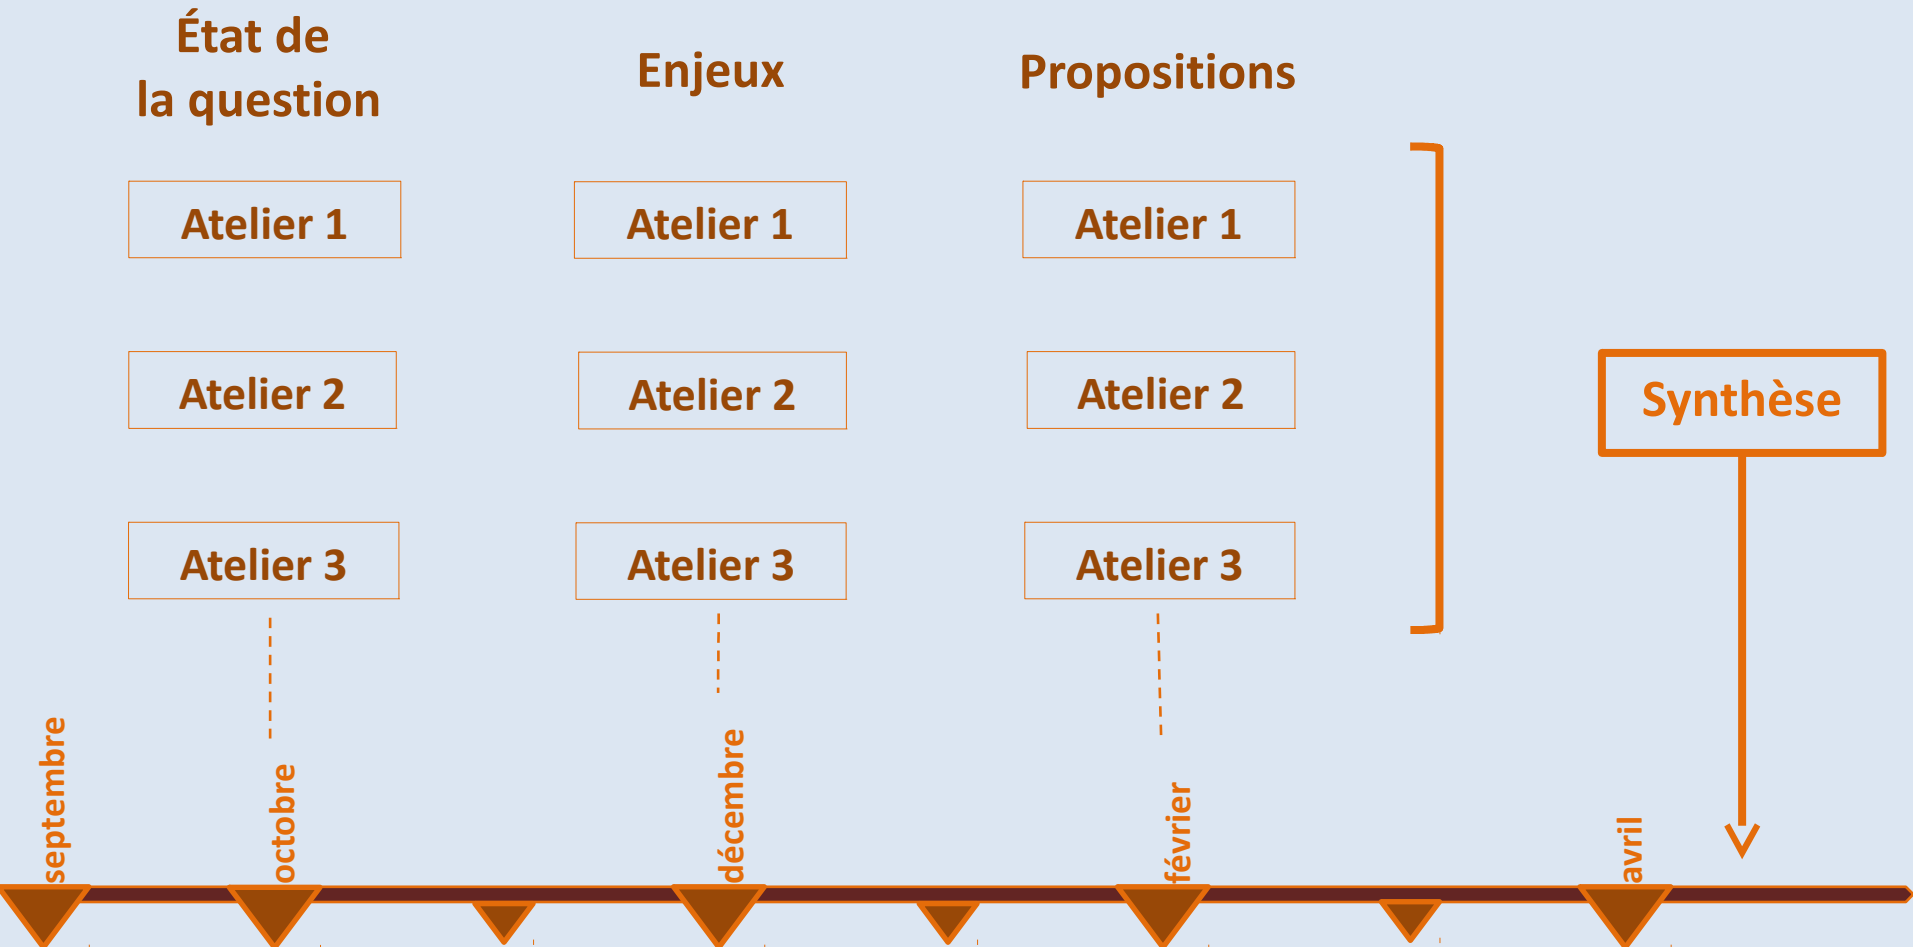 État de
la question
Enjeux
Propositions
Atelier 1
Atelier 1
Atelier 1
Atelier 2
Atelier 2
Atelier 2
Synthèse
Atelier 3
Atelier 3
Atelier 3
septembre
octobre
décembre
février
avril